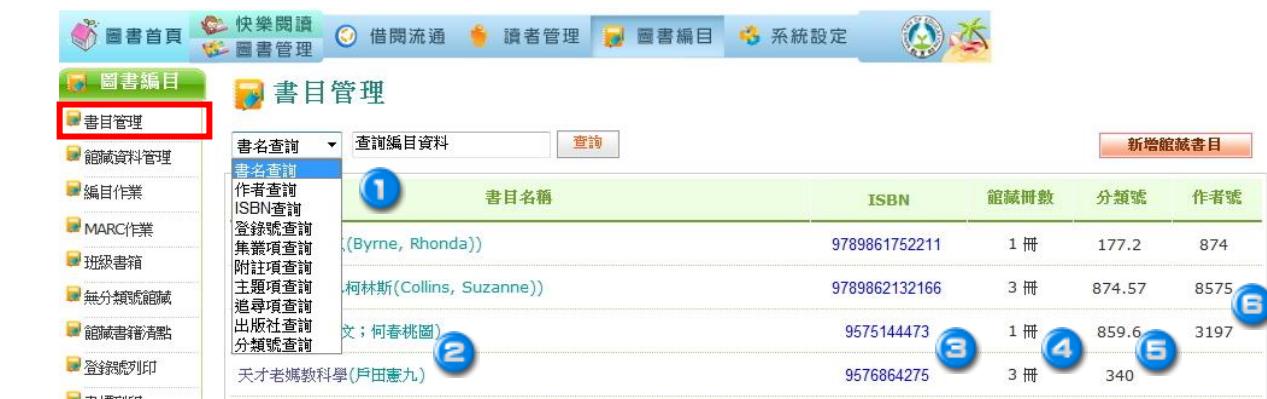 圖書首頁
快樂閱讀
圖書管理
借閱流通
讀者管理
圖書編目
系統設定
圖書編目
書目管理
館藏資料管理
編目作業
MARC作業
班級書箱
無分類號館藏
館藏書籍清點
登錄號列印
書目管理
書名查詢
查詢編目資料
查詢
新增館藏書目
書名查詢
作者查詢
ISBN查詢
登錄號查詢
集叢項查詢
附註項查詢
主題項查詢
追尋項查詢
出版社查詢
分類號查詢
1
書目名稱 ISBN 館藏冊數 分類號 作者號
(Byrne, Rhonda)) 9789861752211 1 冊 177.2 874
柯林斯(Collins, Suzanne)) 9789862132166 3 冊 874.57 8575
6
文；何春桃圖) 9575144473 1 冊 859.6 3197
2 3 4 5
天才老媽教科學(戶田憲九) 9576864275 3 冊 340